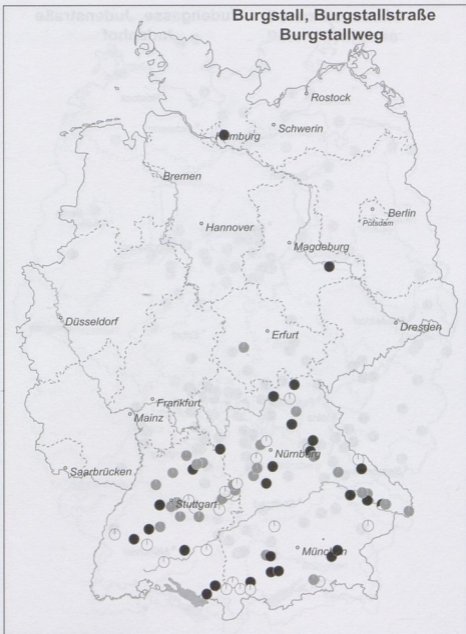 Burgstall, Burgstallstraße
Burgstallweg
Rostock
Schwerin
Hamburg
Bremen
Berlin
Potsdam
Hannover
Magdeburg
Düsseldorf
Erfurt
Dresden
Frankfurt
Mainz
Nürnberg
Saarbrücken
Stuttgart
München